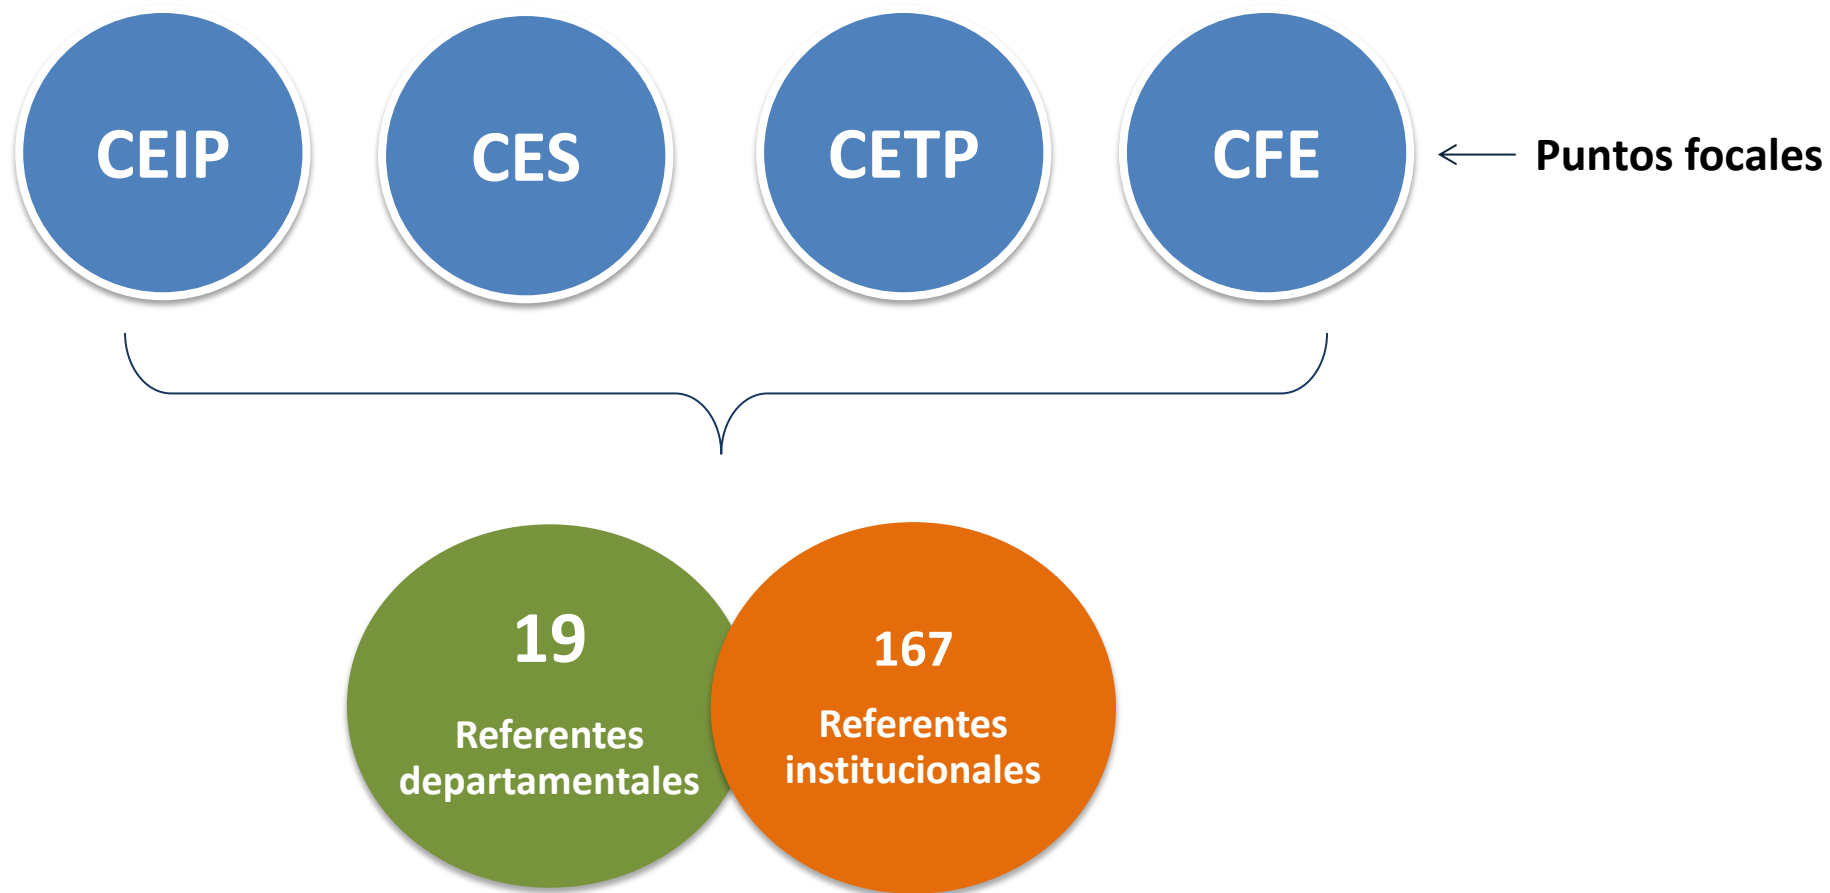 CEIP
CES
CETP
CFE
Puntos focales
19
Referentes
departamentales
167
Referentes
institucionales